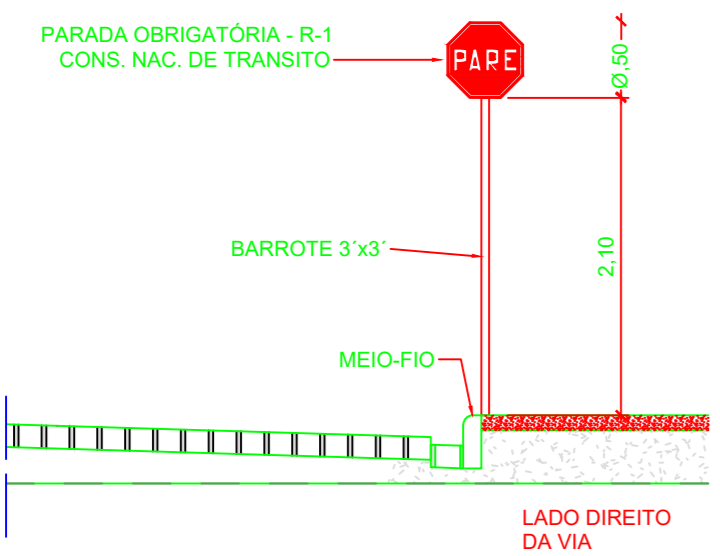 PARADA OBRIGATÓRIA - R-1
CONS. NAC. DE TRANSITO
PARE
Ø,50
BARROTE 3´x3´
2,10
MEIO-FIO
LADO DIREITO
DA VIA